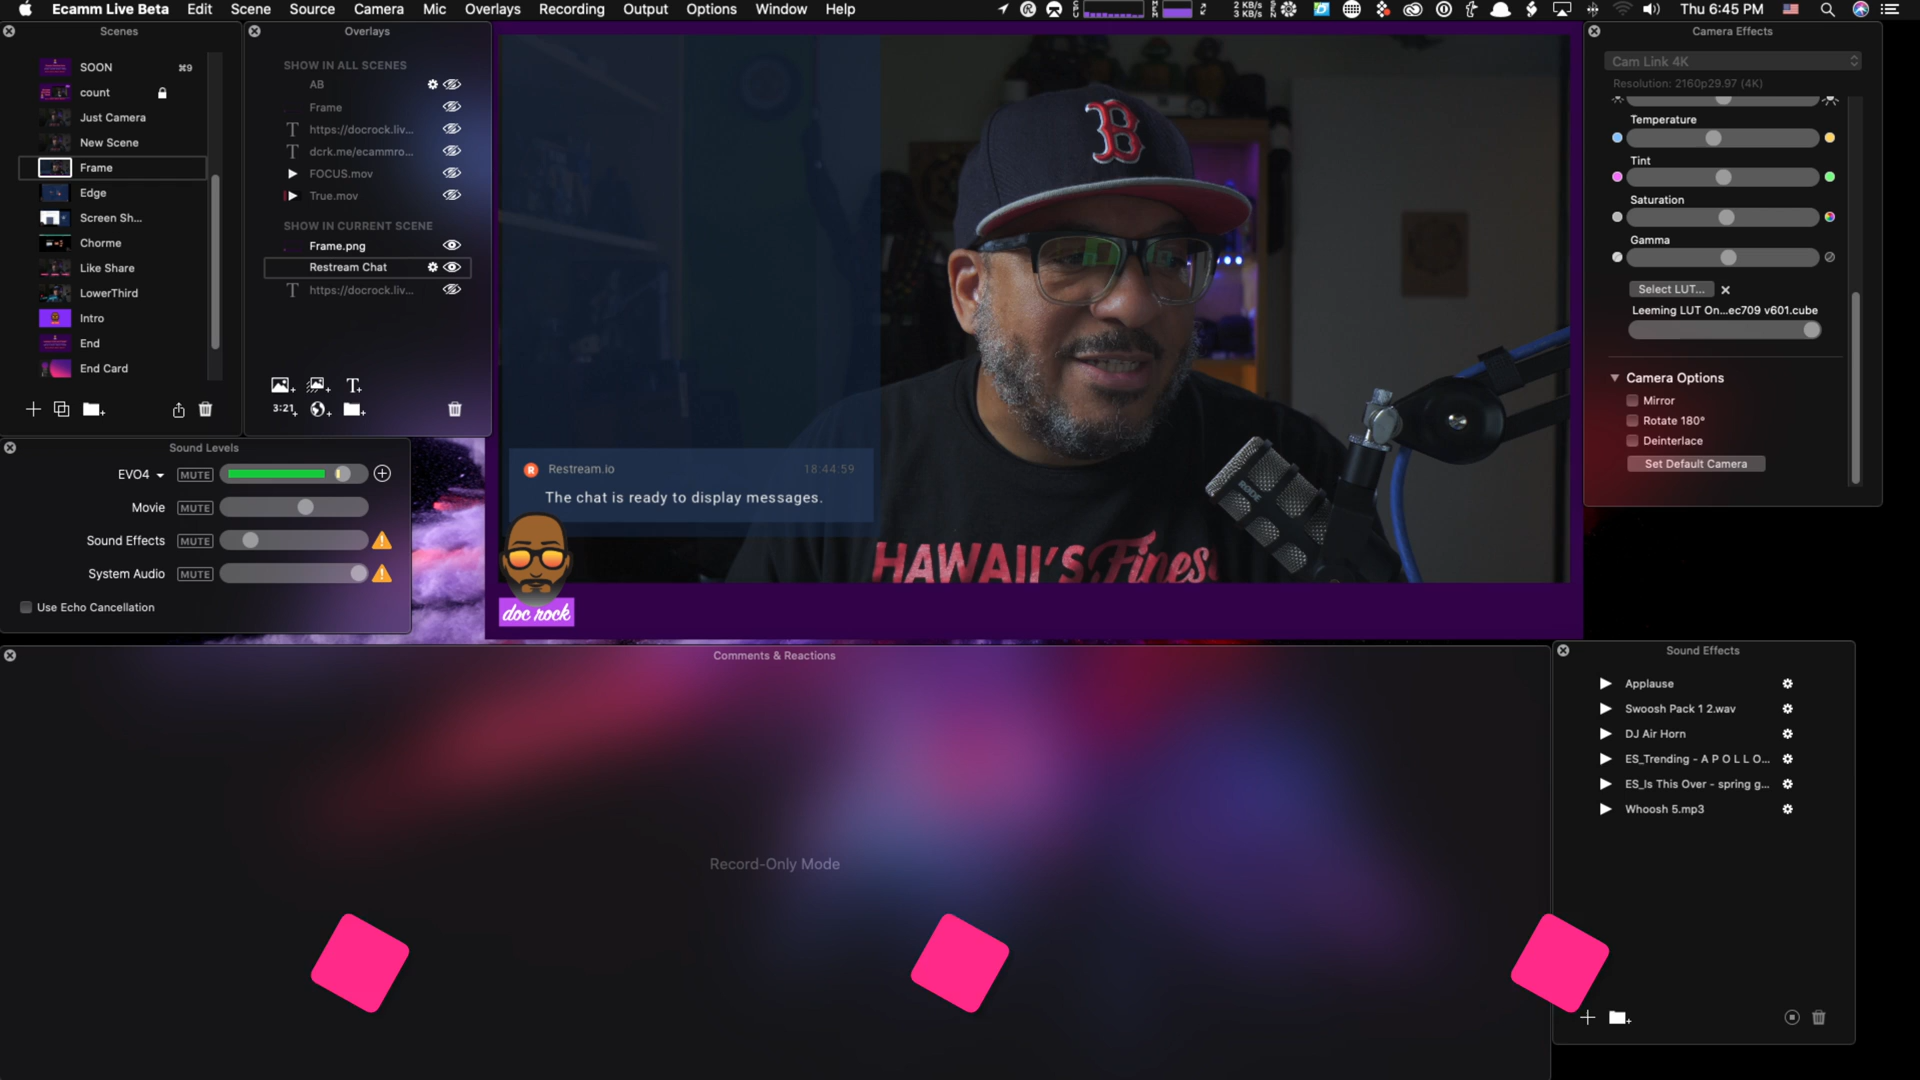 Ecamm Live Beta Edit Scene Source Camera Mic Overlays Recording Output Options Window Help
2 KB/s
3 KB/s
Thu 6:45 PM
Scenes
SOON ⌘9
count
Just Camera
New Scene
Frame
Edge
Screen Sh...
Chorme
Like Share
LowerThird
Intro
End
End Card
Overlays
SHOW IN ALL SCENES
AB
Frame
https://docrock.liv...
dcrk.me/ecammro...
FOCUS.mov
True.mov
SHOW IN CURRENT SCENE
Frame.png
Restream Chat
https://docrock.liv...
3:21
Sound Levels
EVO4 MUTE
Movie MUTE
Sound Effects MUTE
System Audio MUTE
Use Echo Cancellation
B
RODE
HAWAII'S Fines
R Restream.io 18:44:59
The chat is ready to display messages.
doc rock
Camera Effects
Cam Link 4K
Resolution: 2160p29.97 (4K)
Temperature
Tint
Saturation
Gamma
Select LUT...
Leeming LUT On...ec709 v601.cube
Camera Options
Mirror
Rotate 180°
Deinterlace
Set Default Camera
Comments & Reactions
Record-Only Mode
Sound Effects
Applause
Swoosh Pack 1 2.wav
DJ Air Horn
ES_Trending - A P O L L O...
ES_Is This Over - spring g...
Whoosh 5.mp3